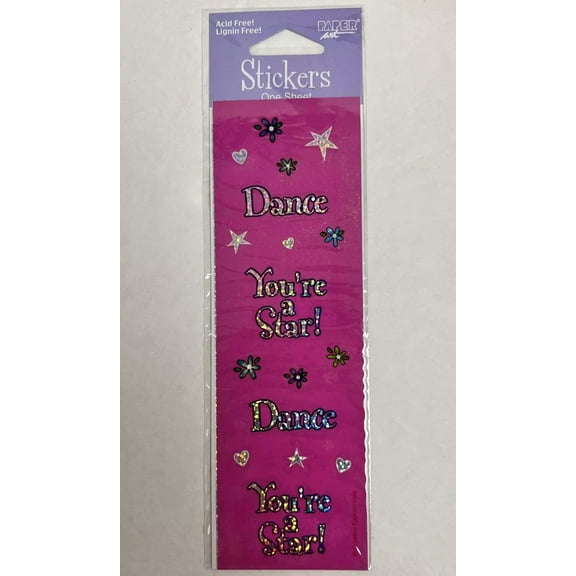 Acid Free!
Lignin Free!
PAPER®
art
Stickers
One Sheet
Dance
You're
a
Star!
Dance
You're
a
Star!